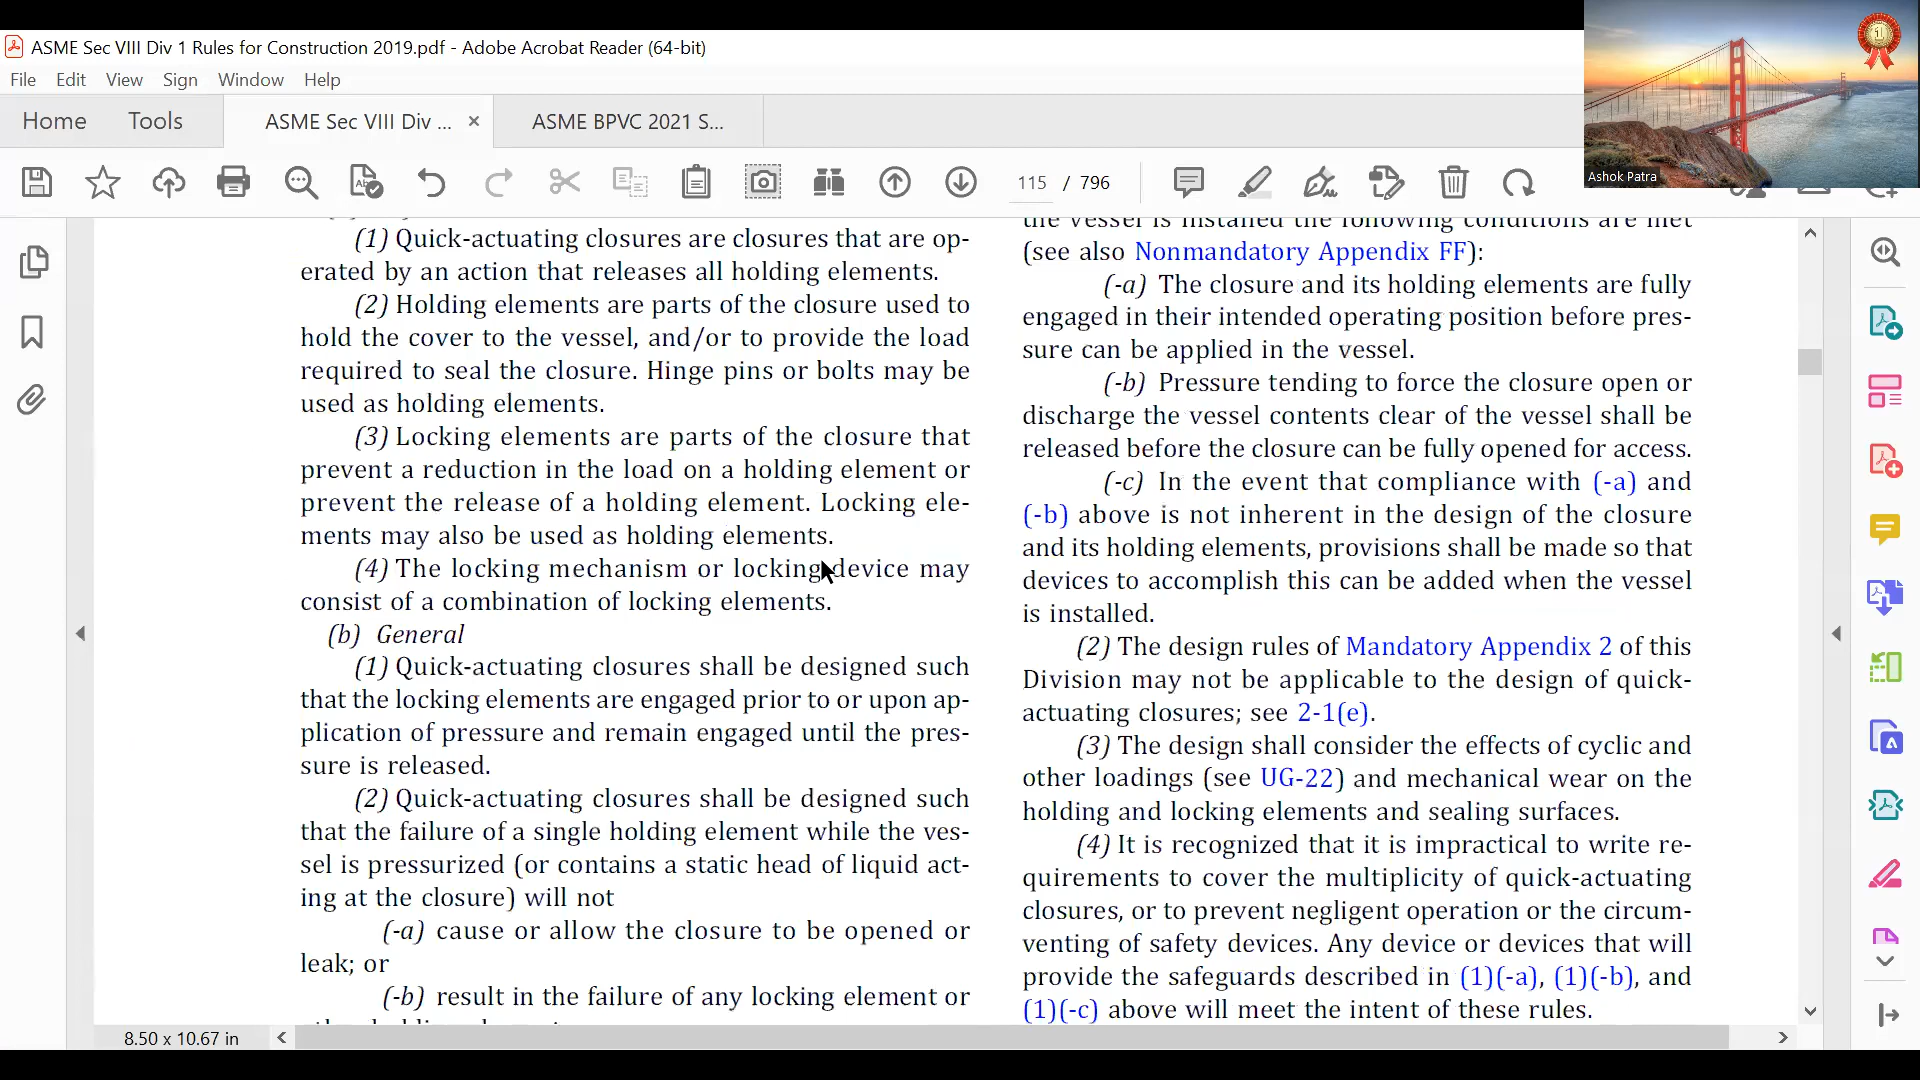 ASME Sec VIII Div 1 Rules for Construction 2019.pdf - Adobe Acrobat Reader (64-bit)
File Edit View Sign Window Help
Home Tools ASME Sec VIII Div ... × ASME BPVC 2021 S...
115 / 796
Ashok Patra
1
(1) Quick-actuating closures are closures that are op-
erated by an action that releases all holding elements.
(2) Holding elements are parts of the closure used to
hold the cover to the vessel, and/or to provide the load
required to seal the closure. Hinge pins or bolts may be
used as holding elements.
(3) Locking elements are parts of the closure that
prevent a reduction in the load on a holding element or
prevent the release of a holding element. Locking ele-
ments may also be used as holding elements.
(4) The locking mechanism or locking device may
consist of a combination of locking elements.
(b) General
(1) Quick-actuating closures shall be designed such
that the locking elements are engaged prior to or upon ap-
plication of pressure and remain engaged until the pres-
sure is released.
(2) Quick-actuating closures shall be designed such
that the failure of a single holding element while the ves-
sel is pressurized (or contains a static head of liquid act-
ing at the closure) will not
(-a) cause or allow the closure to be opened or
leak; or
(-b) result in the failure of any locking element or
the vessel is installed the following conditions are met
(see also Nonmandatory Appendix FF):
(-a) The closure and its holding elements are fully
engaged in their intended operating position before pres-
sure can be applied in the vessel.
(-b) Pressure tending to force the closure open or
discharge the vessel contents clear of the vessel shall be
released before the closure can be fully opened for access.
(-c) In the event that compliance with (-a) and
(-b) above is not inherent in the design of the closure
and its holding elements, provisions shall be made so that
devices to accomplish this can be added when the vessel
is installed.
(2) The design rules of Mandatory Appendix 2 of this
Division may not be applicable to the design of quick-
actuating closures; see 2-1(e).
(3) The design shall consider the effects of cyclic and
other loadings (see UG-22) and mechanical wear on the
holding and locking elements and sealing surfaces.
(4) It is recognized that it is impractical to write re-
quirements to cover the multiplicity of quick-actuating
closures, or to prevent negligent operation or the circum-
venting of safety devices. Any device or devices that will
provide the safeguards described in (1)(-a), (1)(-b), and
(1)(-c) above will meet the intent of these rules.
8.50 x 10.67 in